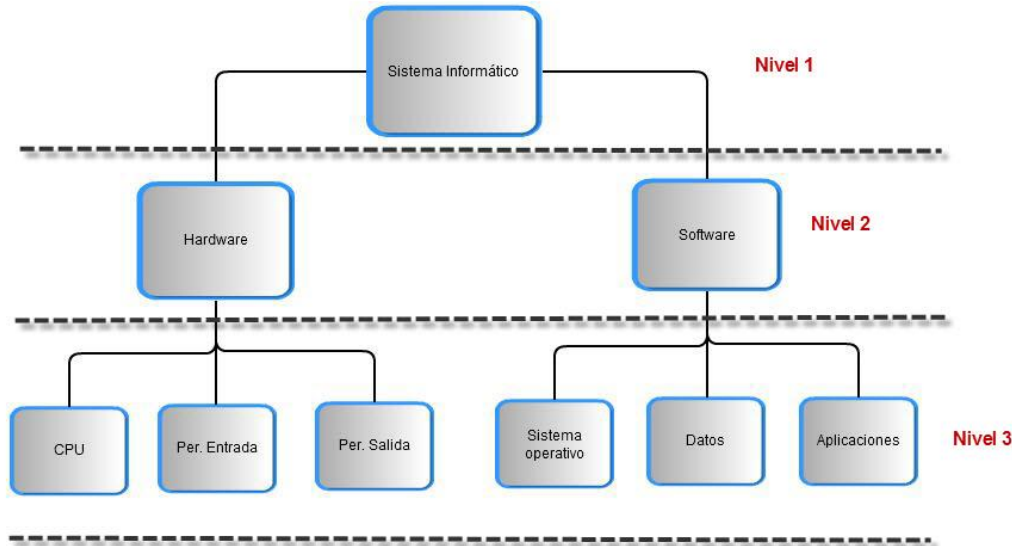 Sistema Informático
Nivel 1
Hardware
Software
Nivel 2
CPU
Per. Entrada
Per. Salida
Sistema
operativo
Datos
Aplicaciones
Nivel 3